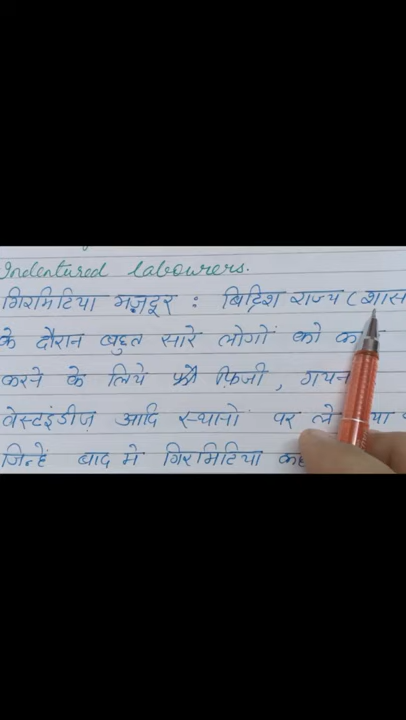 Indentured labourers.
गिरमिटिया मज़दूर : ब्रिटिश राज्य (शास
के दौरान बहुत सारे लोगों को
करने के लिये फ़िजी, गयन
वेस्टइंडीज़ आदि स्थानों पर ले
जिन्हें बाद मे गिरमिटिया